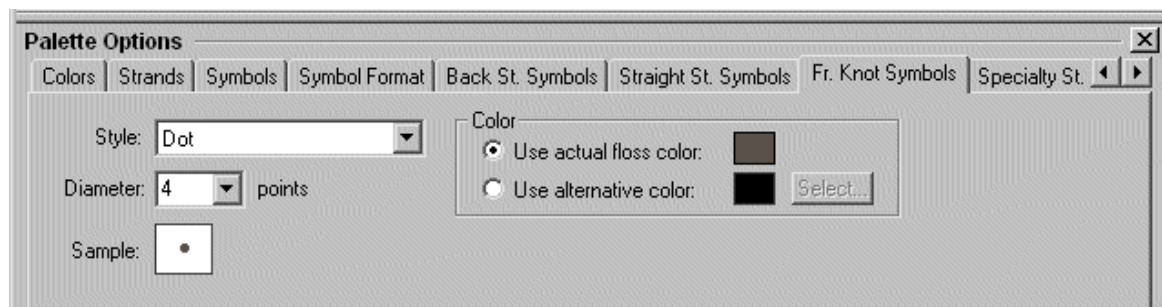 Palette Options
Colors Strands Symbols Symbol Format Back St. Symbols Straight St. Symbols Fr. Knot Symbols Specialty St.
Style: Dot
Color
Use actual floss color:
Diameter: 4 points
Use alternative color: Select...
Sample: